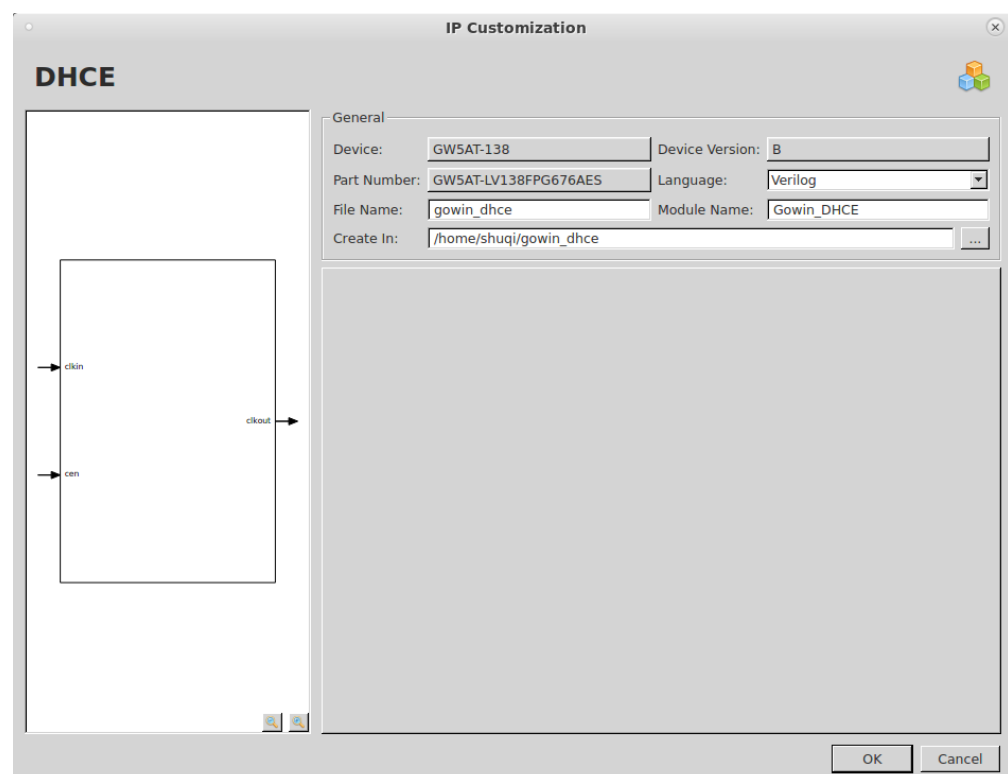 IP Customization
DHCE
General
Device: GW5AT-138 Device Version: B
Part Number: GW5AT-LV138FPG676AES Language: Verilog
File Name: gowin_dhce Module Name: Gowin_DHCE
Create In: /home/shuqi/gowin_dhce ...
clkin
clkout
cen
OK Cancel